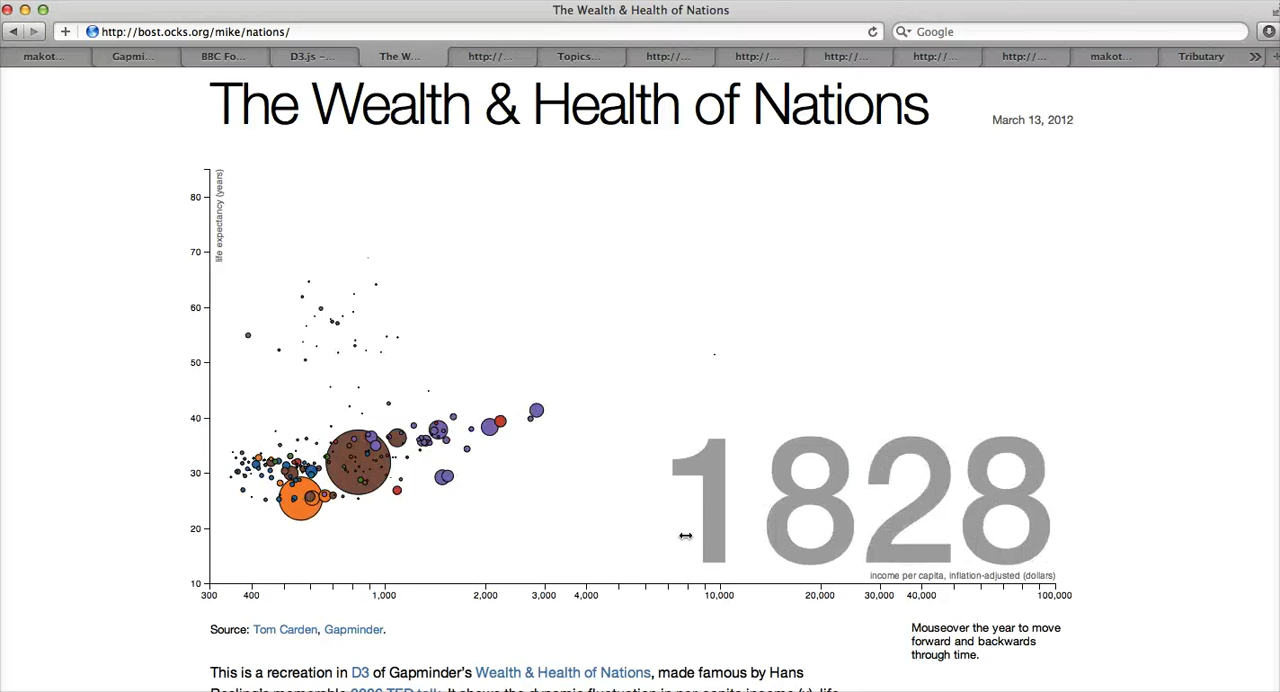 The Wealth & Health of Nations
http://bost.ocks.org/mike/nations/
Google
makot...
Gapmi...
BBC Fo...
D3.js -...
The W...
http://...
Topics...
http://...
http://...
http://...
http://...
http://...
makot...
Tributary
The Wealth & Health of Nations
March 13, 2012
life expectancy (years)
80
70
60
50
40
30
20
10
1828
income per capita, inflation-adjusted (dollars)
300 400 1,000 2,000 3,000 4,000 10,000 20,000 30,000 40,000 100,000
Source: Tom Carden, Gapminder.
Mouseover the year to move
forward and backwards
through time.
This is a recreation in D3 of Gapminder's Wealth & Health of Nations, made famous by Hans